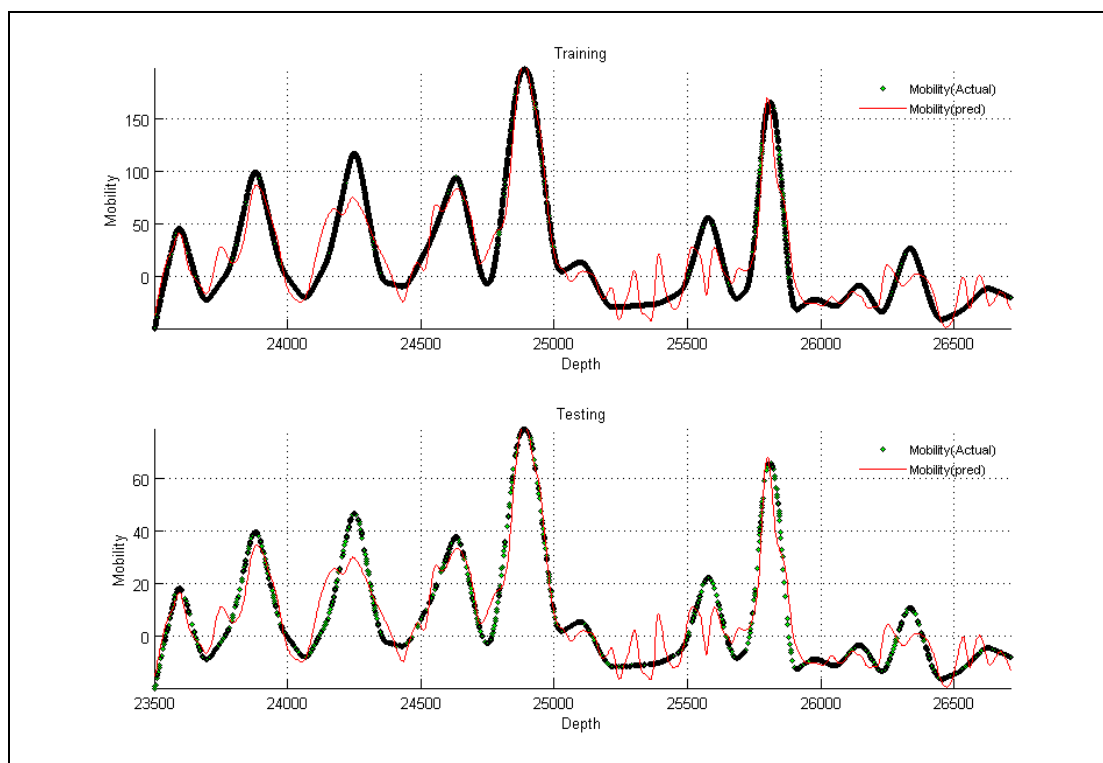 Training
Mobility(Actual)
Mobility(pred)
Mobility
150
100
50
0
24000 24500 25000 25500 26000 26500
Depth
Testing
Mobility(Actual)
Mobility(pred)
Mobility
60
40
20
0
23500 24000 24500 25000 25500 26000 26500
Depth